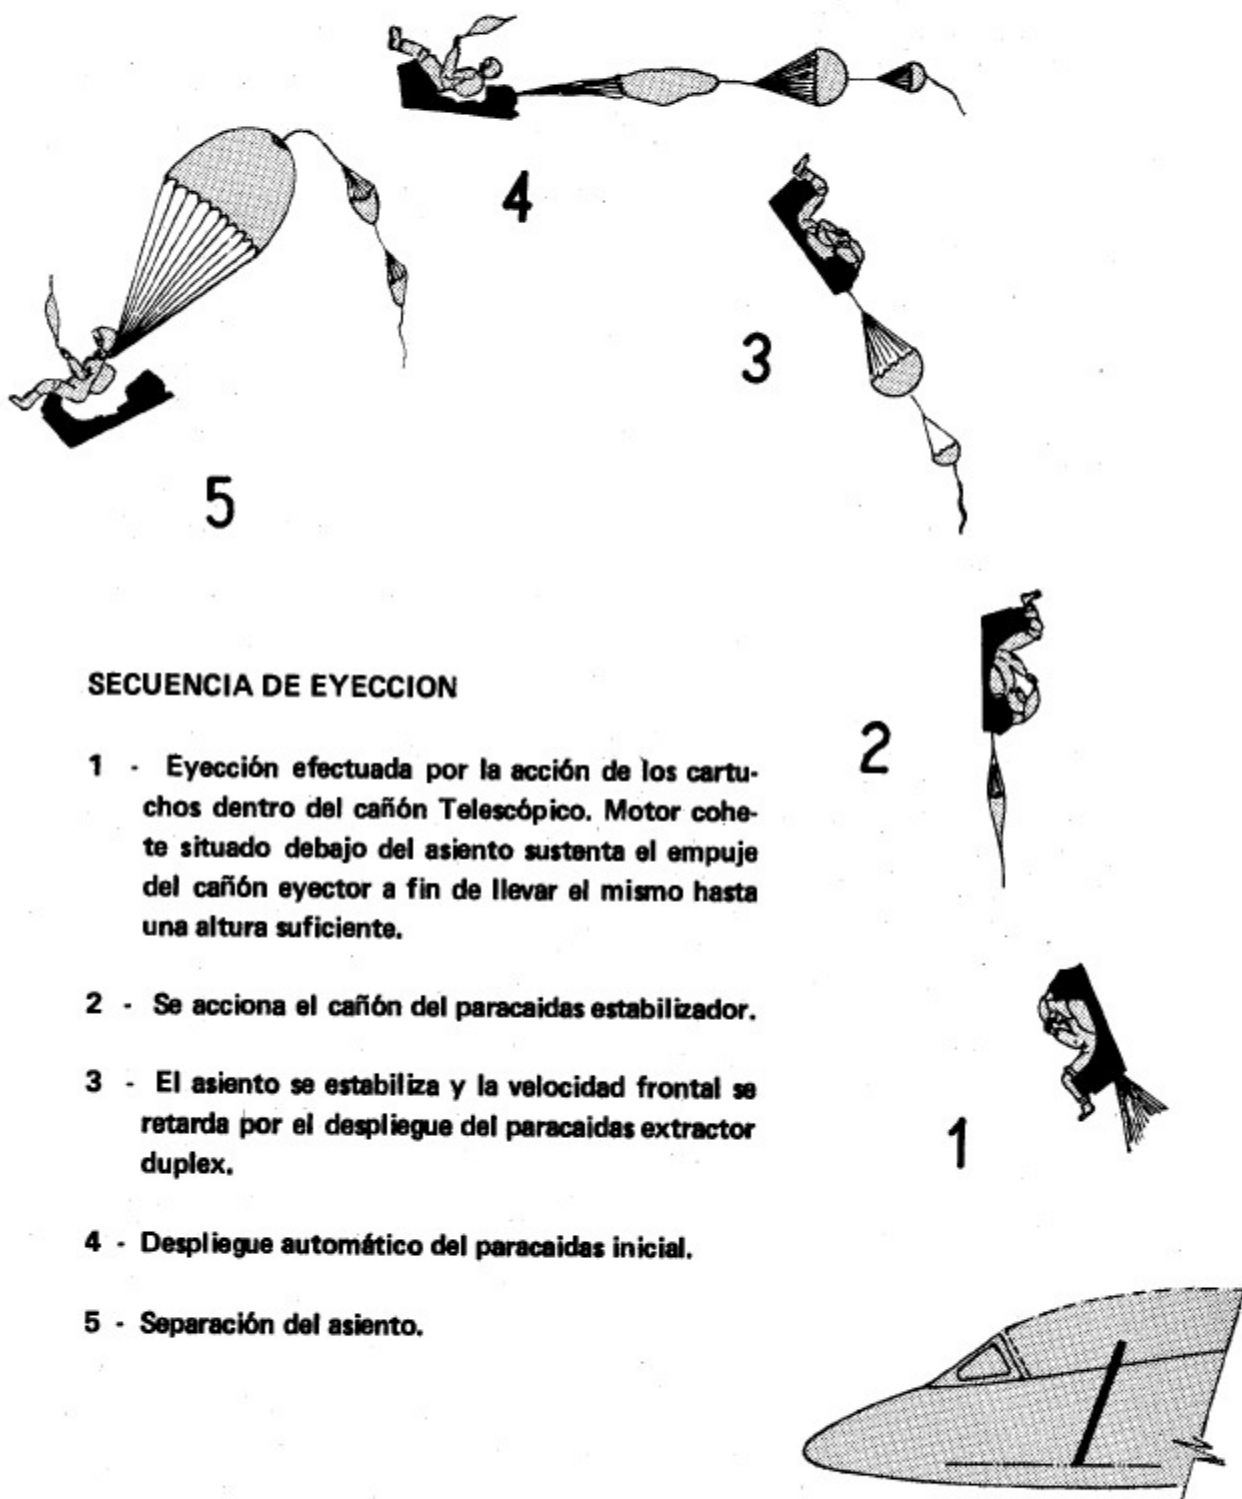 4
3
5
2
1
SECUENCIA DE EYECCION
1 - Eyección efectuada por la acción de los cartu-
chos dentro del cañón Telescópico. Motor cohe-
te situado debajo del asiento sustenta el empuje
del cañón eyector a fin de llevar el mismo hasta
una altura suficiente.
2 - Se acciona el cañón del paracaidas estabilizador.
3 - El asiento se estabiliza y la velocidad frontal se
retarda por el despliegue del paracaidas extractor
duplex.
4 - Despliegue automático del paracaidas inicial.
5 - Separación del asiento.